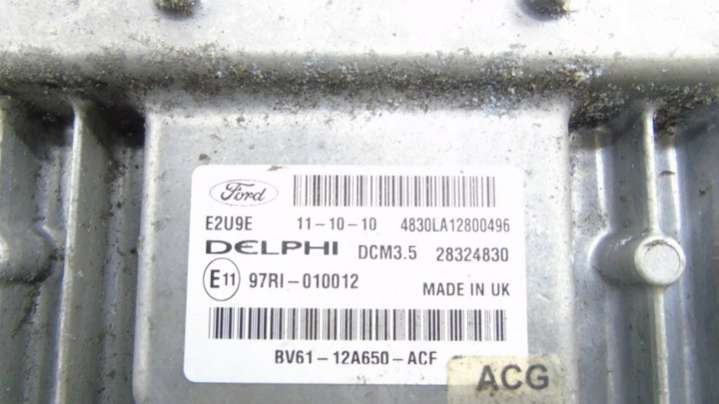 Ford
E2U9E 11-10-10 4830LA12800496
DELPHI DCM3.5 28324830
E11 97RI-010012 MADE IN UK
BV61-12A650-ACF
ACG